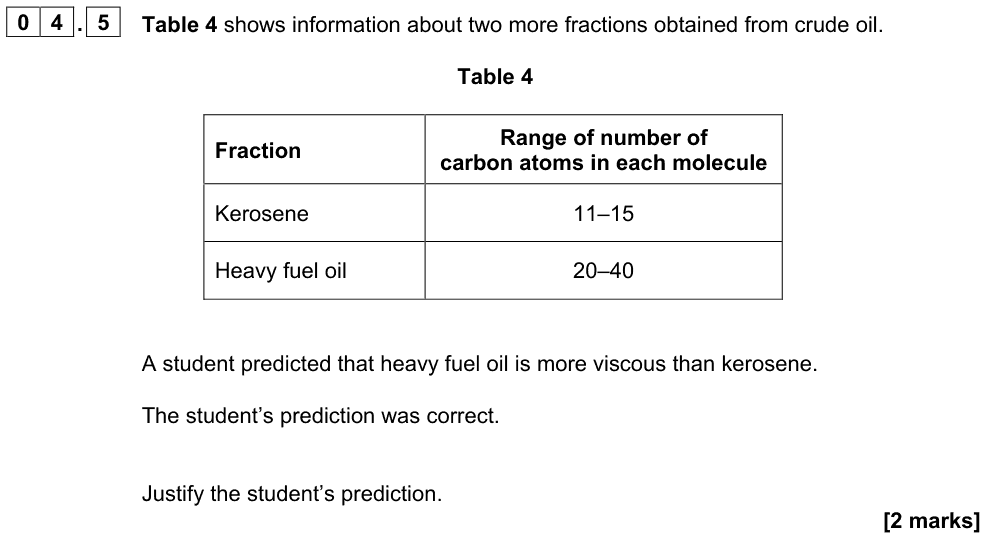 0 4 . 5 Table 4 shows information about two more fractions obtained from crude oil.
Table 4
Fraction
Range of number of
carbon atoms in each molecule
Kerosene 11–15
Heavy fuel oil 20–40
A student predicted that heavy fuel oil is more viscous than kerosene.
The student’s prediction was correct.
Justify the student’s prediction.
[2 marks]